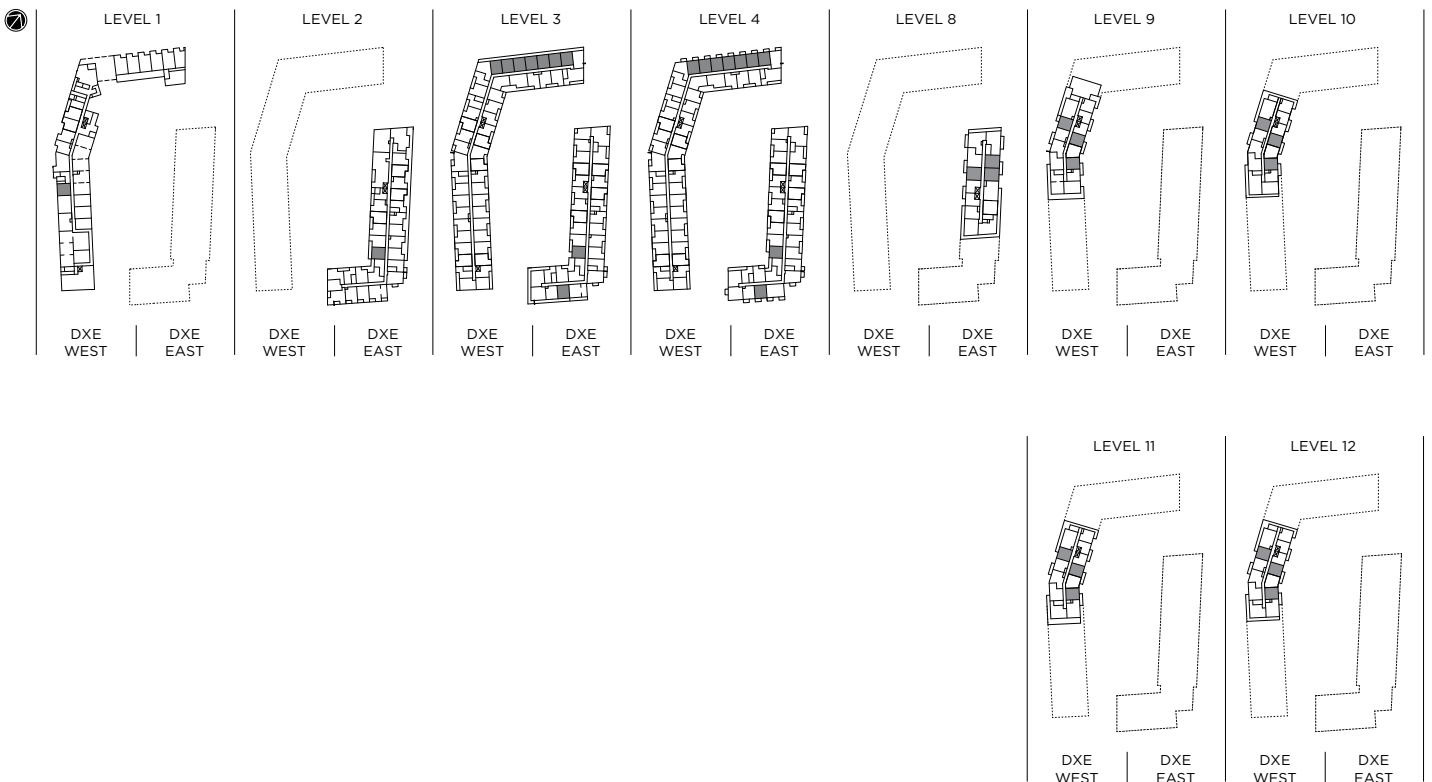 LEVEL 1
LEVEL 2
LEVEL 3
LEVEL 4
LEVEL 8
LEVEL 9
LEVEL 10
DXE
WEST
DXE
EAST
DXE
WEST
DXE
EAST
DXE
WEST
DXE
EAST
DXE
WEST
DXE
EAST
DXE
WEST
DXE
EAST
DXE
WEST
DXE
EAST
DXE
WEST
DXE
EAST
LEVEL 11
LEVEL 12
DXE
WEST
DXE
EAST
DXE
WEST
DXE
EAST